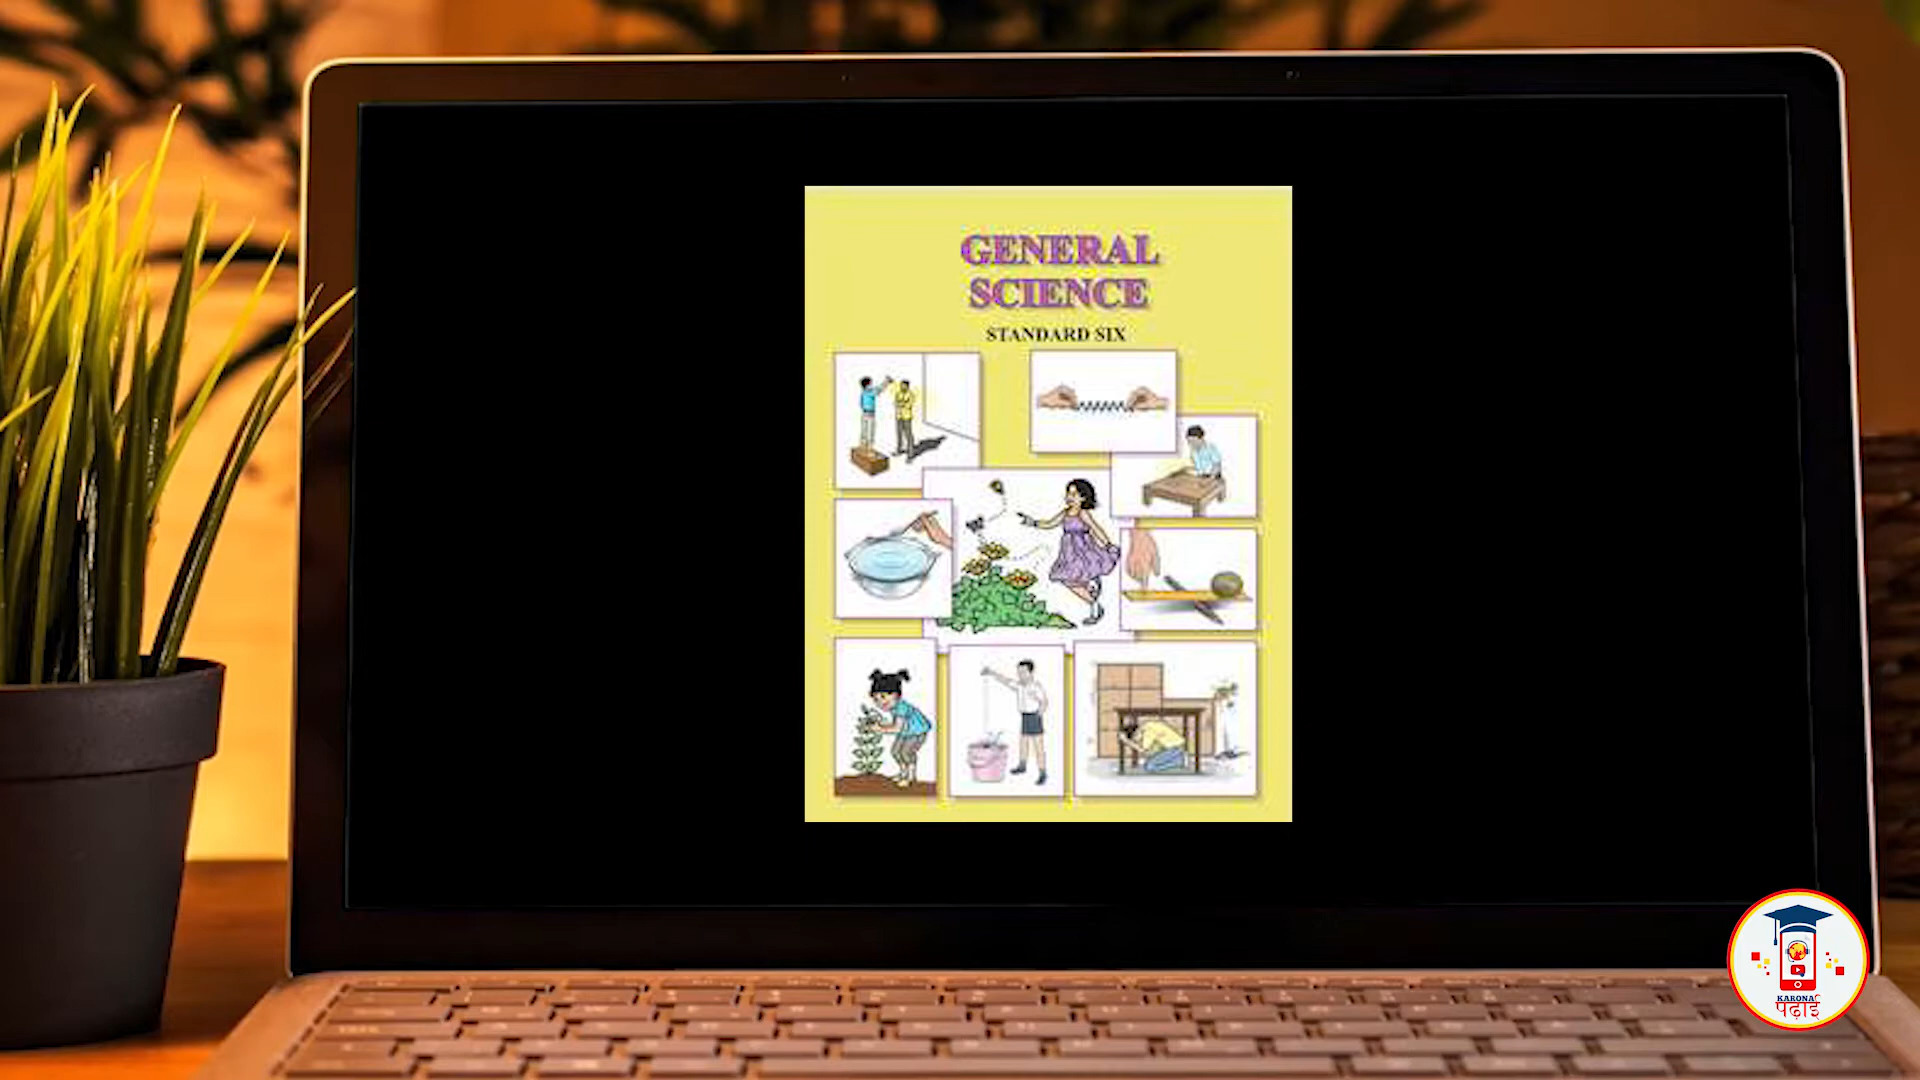 GENERAL
SCIENCE
STANDARD SIX
KARONA
पढ़ाई